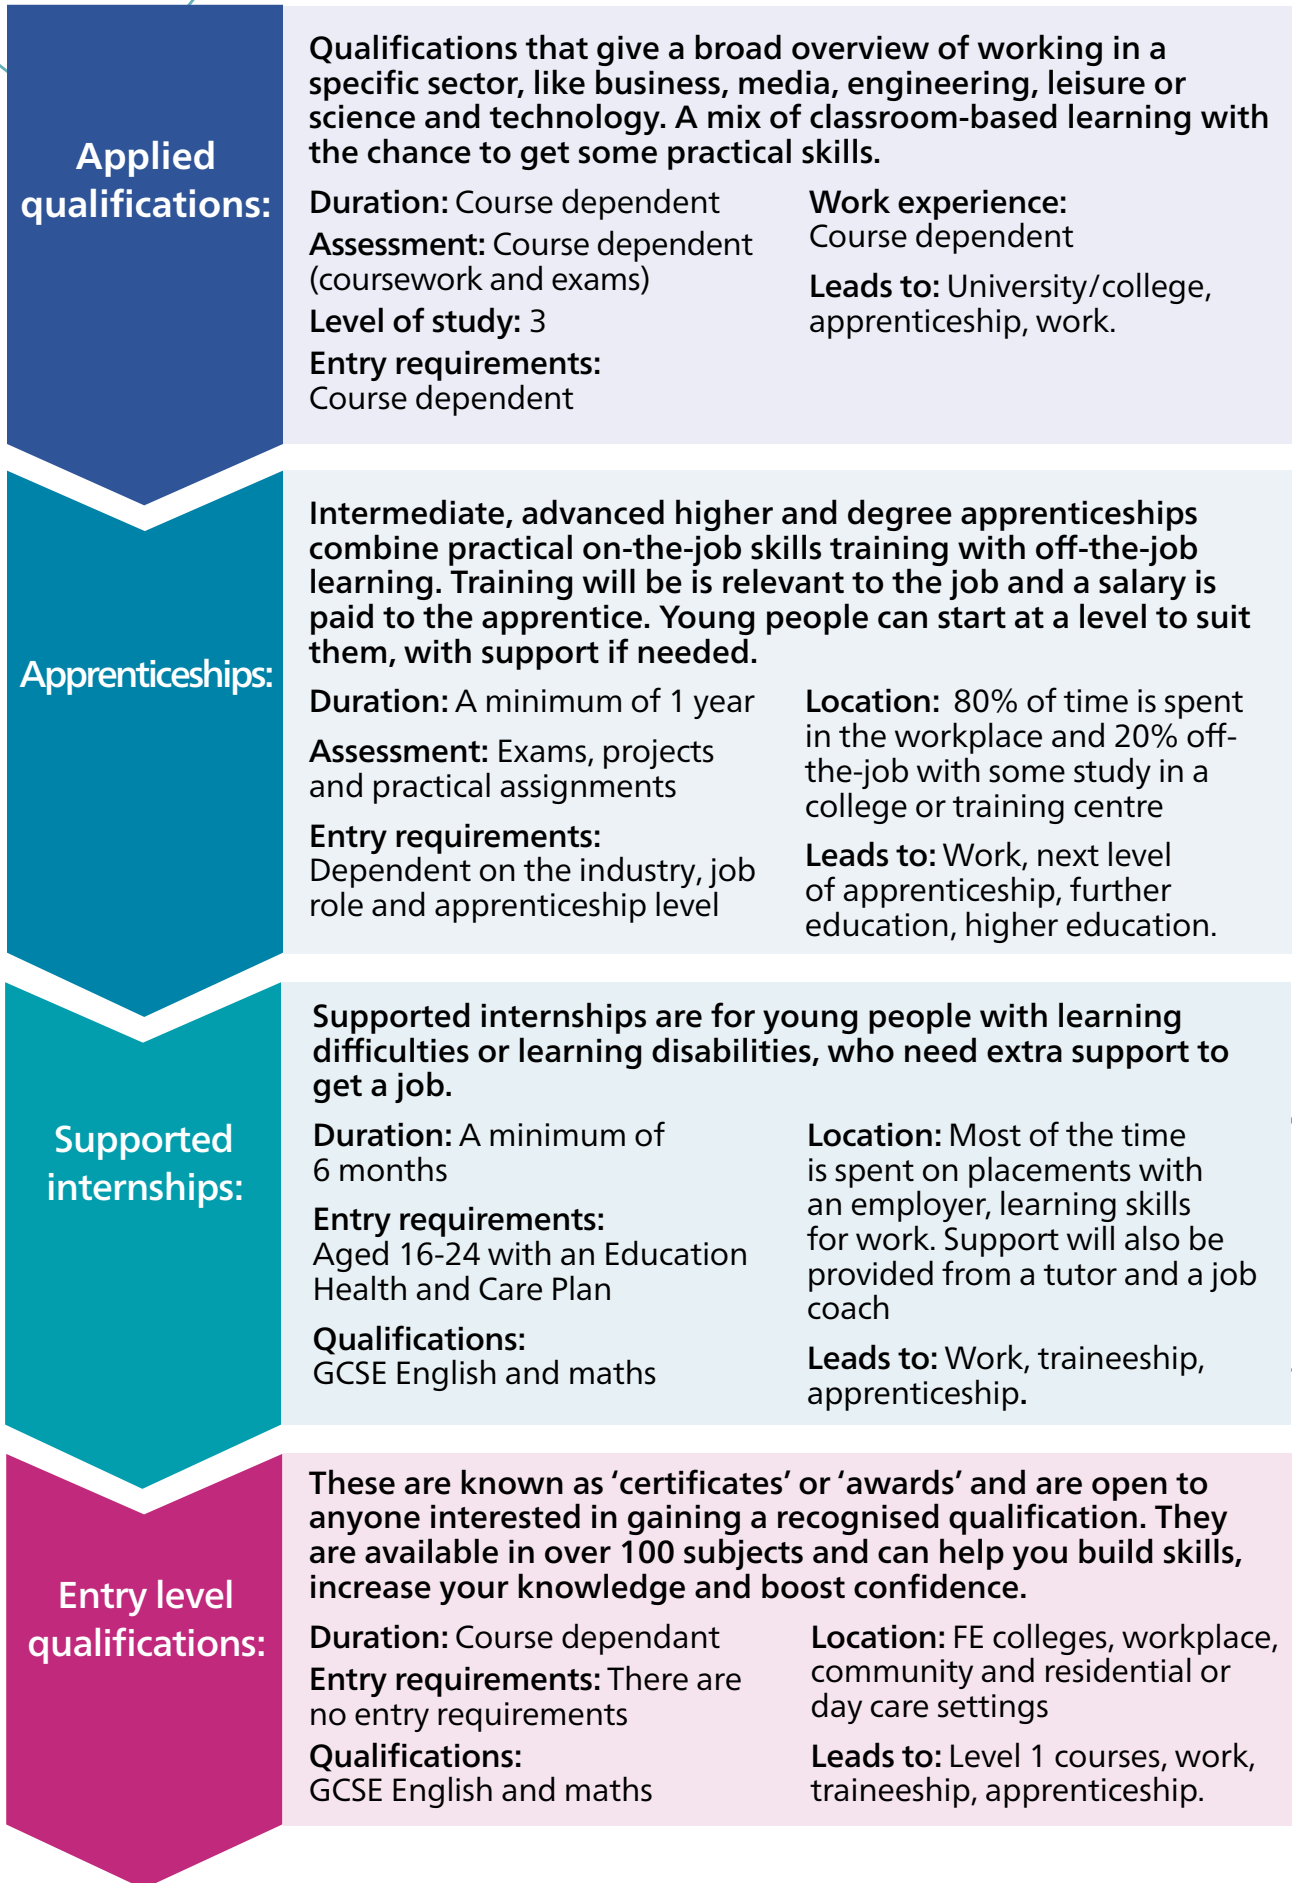 Applied
qualifications:
Qualifications that give a broad overview of working in a
specific sector, like business, media, engineering, leisure or
science and technology. A mix of classroom-based learning with
the chance to get some practical skills.
Duration: Course dependent
Assessment: Course dependent
(coursework and exams)
Level of study: 3
Entry requirements:
Course dependent
Work experience:
Course dependent
Leads to: University/college,
apprenticeship, work.
Apprenticeships:
Intermediate, advanced higher and degree apprenticeships
combine practical on-the-job skills training with off-the-job
learning. Training will be is relevant to the job and a salary is
paid to the apprentice. Young people can start at a level to suit
them, with support if needed.
Duration: A minimum of 1 year
Assessment: Exams, projects
and practical assignments
Entry requirements:
Dependent on the industry, job
role and apprenticeship level
Location: 80% of time is spent
in the workplace and 20% off-
the-job with some study in a
college or training centre
Leads to: Work, next level
of apprenticeship, further
education, higher education.
Supported
internships:
Supported internships are for young people with learning
difficulties or learning disabilities, who need extra support to
get a job.
Duration: A minimum of
6 months
Entry requirements:
Aged 16-24 with an Education
Health and Care Plan
Qualifications:
GCSE English and maths
Location: Most of the time
is spent on placements with
an employer, learning skills
for work. Support will also be
provided from a tutor and a job
coach
Leads to: Work, traineeship,
apprenticeship.
Entry level
qualifications:
These are known as ‘certificates’ or ‘awards’ and are open to
anyone interested in gaining a recognised qualification. They
are available in over 100 subjects and can help you build skills,
increase your knowledge and boost confidence.
Duration: Course dependant
Entry requirements: There are
no entry requirements
Qualifications:
GCSE English and maths
Location: FE colleges, workplace,
community and residential or
day care settings
Leads to: Level 1 courses, work,
traineeship, apprenticeship.